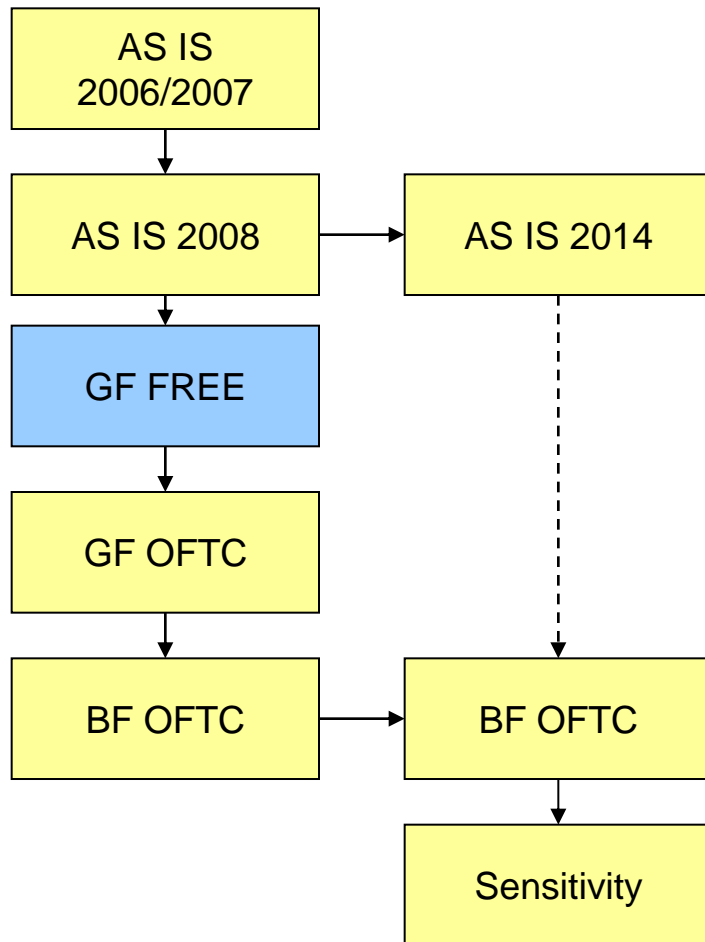 AS IS
2006/2007
AS IS 2008
AS IS 2014
GF FREE
GF OFTC
BF OFTC
BF OFTC
Sensitivity